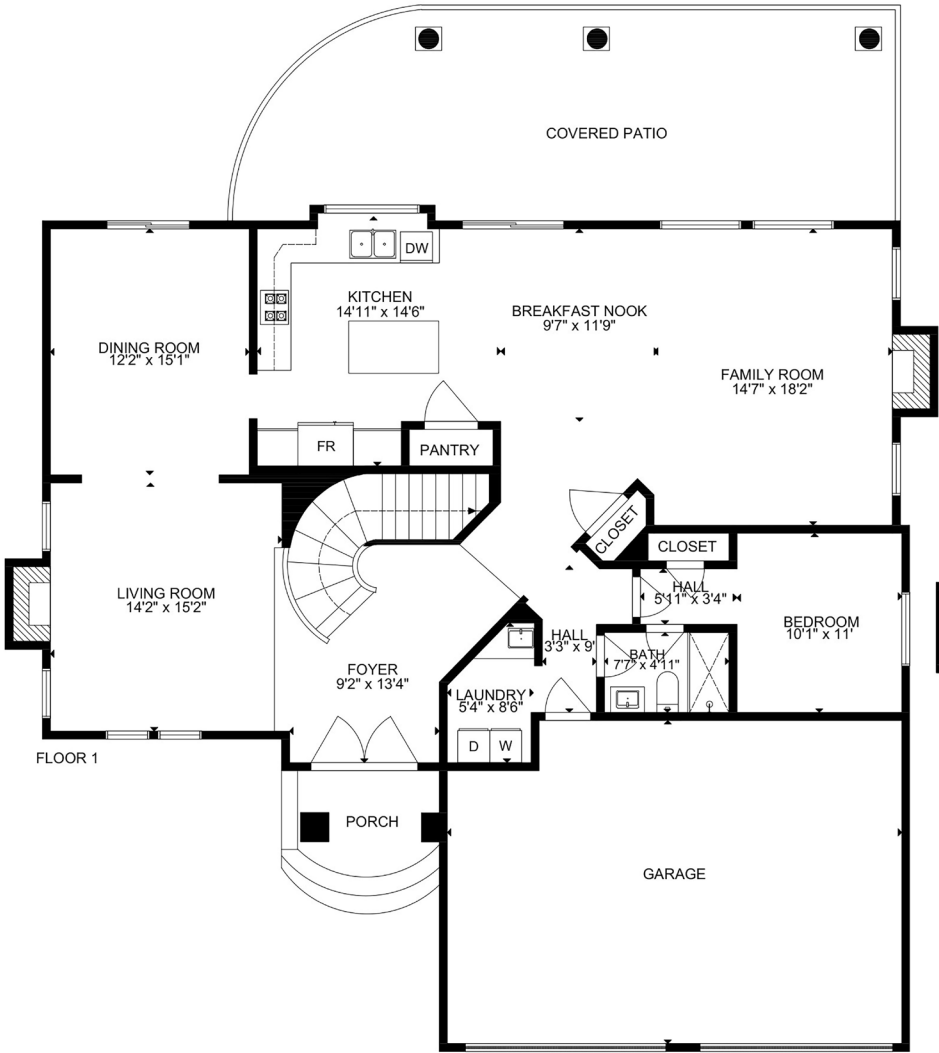 COVERED PATIO
DW
KITCHEN
14'11" x 14'6"
BREAKFAST NOOK
9'7" x 11'9"
DINING ROOM
12'2" x 15'1"
FAMILY ROOM
14'7" x 18'2"
FR
PANTRY
CLOSET
CLOSET
LIVING ROOM
14'2" x 15'2"
HALL
5'11" x 3'4"
BEDROOM
10'1" x 11'
HALL
3'3" x 9'
BATH
7'7" x 4'11"
FOYER
9'2" x 13'4"
LAUNDRY
5'4" x 8'6"
D
W
FLOOR 1
PORCH
GARAGE